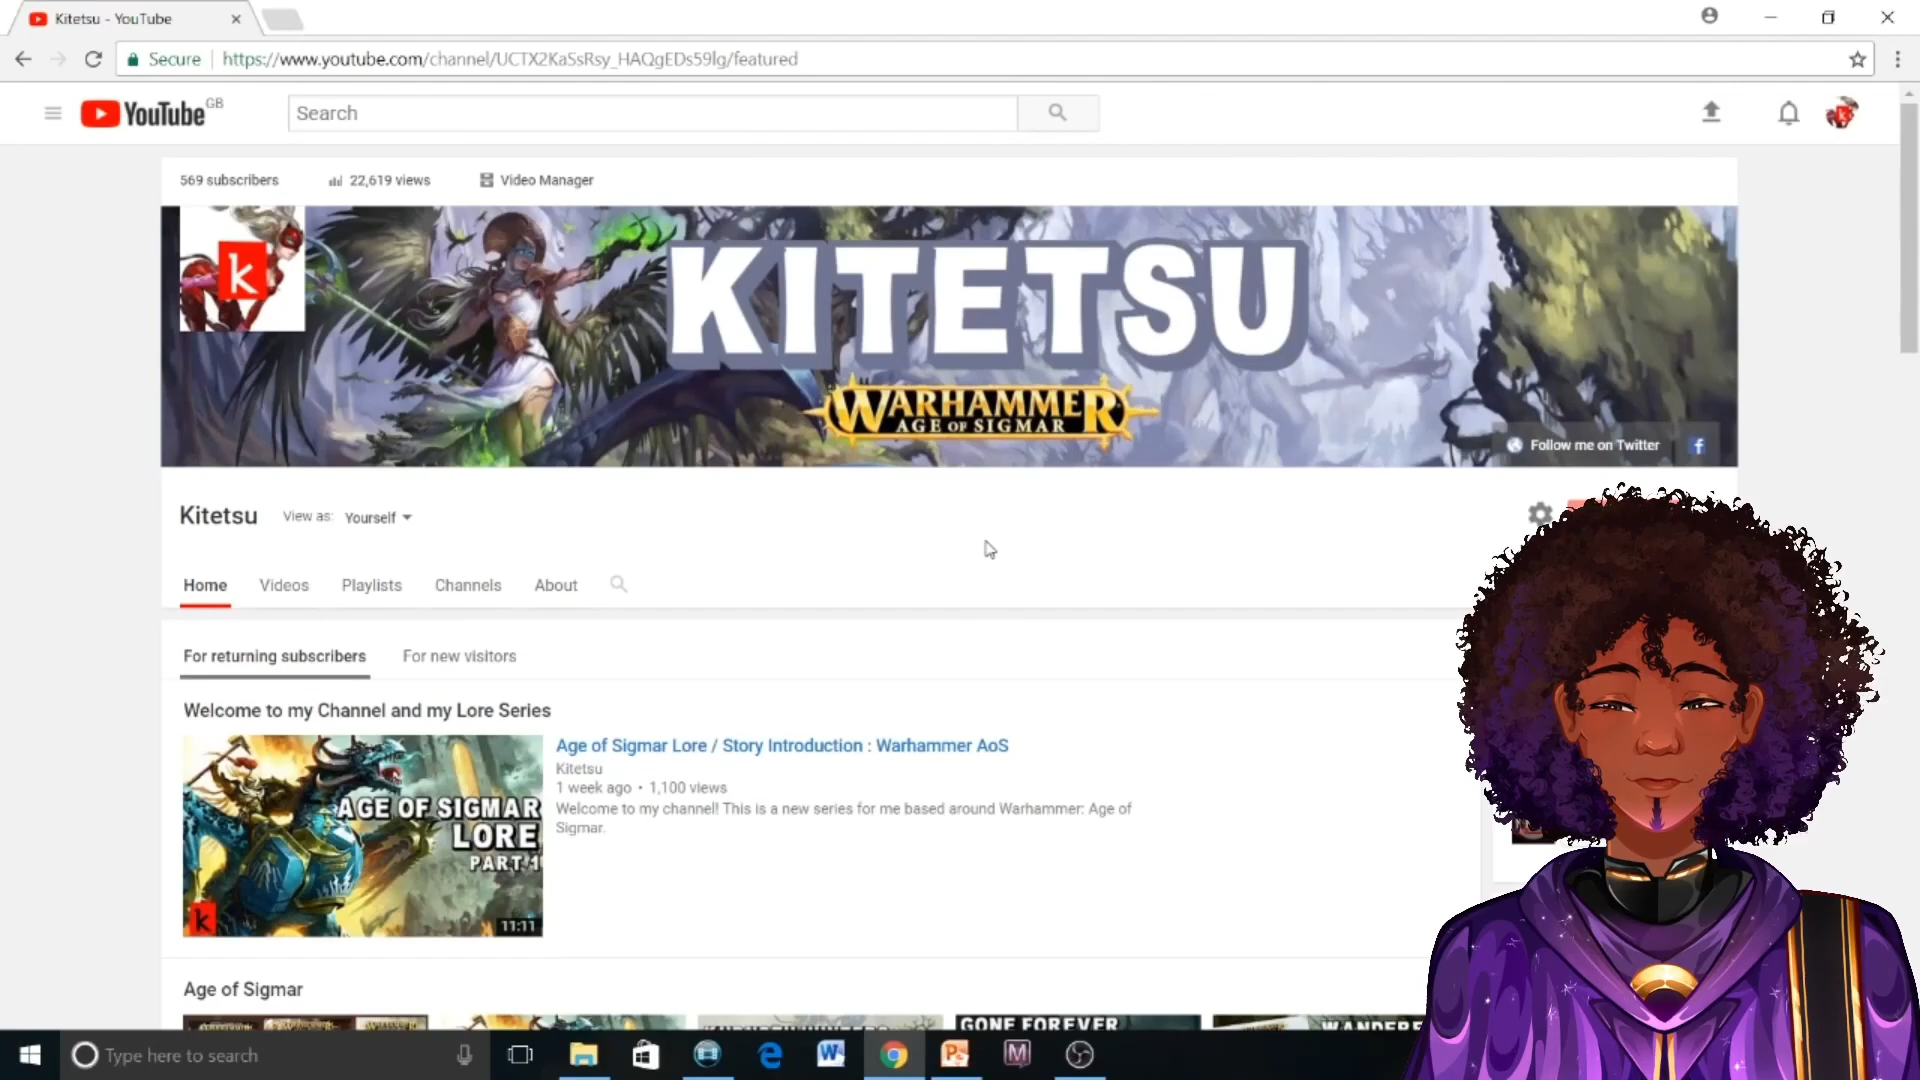 Kitetsu - YouTube
Secure
https://www.youtube.com/channel/UCTX2KaSsRsy_HAQgEDs59lg/featured
YouTube GB
Search
569 subscribers
22,619 views
Video Manager
k
KITETSU
WARHAMMER
AGE OF SIGMAR
Follow me on Twitter
Kitetsu
View as: Yourself
Home
Videos
Playlists
Channels
About
For returning subscribers
For new visitors
Welcome to my Channel and my Lore Series
AGE OF SIGMAR
LORE
PART 1
k
11:11
Age of Sigmar Lore / Story Introduction : Warhammer AoS
Kitetsu
1 week ago • 1,100 views
Welcome to my channel! This is a new series for me based around Warhammer: Age of
Sigmar.
Age of Sigmar
GONE FOREVER
Type here to search